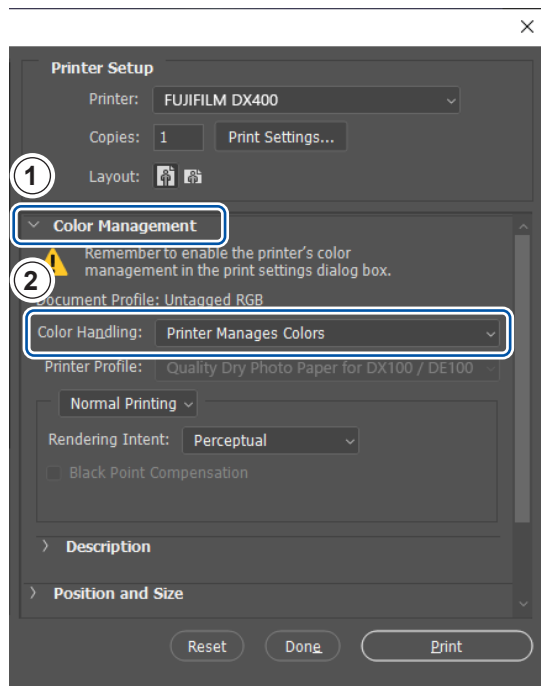 Printer Setup
Printer: FUJIFILM DX400
Copies: 1 Print Settings...
1
Layout:
Color Management
Remember to enable the printer's color
management in the print settings dialog box.
2
Document Profile: Untagged RGB
Color Handling: Printer Manages Colors
Printer Profile: Quality Dry Photo Paper for DX100 / DE100
Normal Printing
Rendering Intent: Perceptual
Black Point Compensation
Description
Position and Size
Reset Done Print